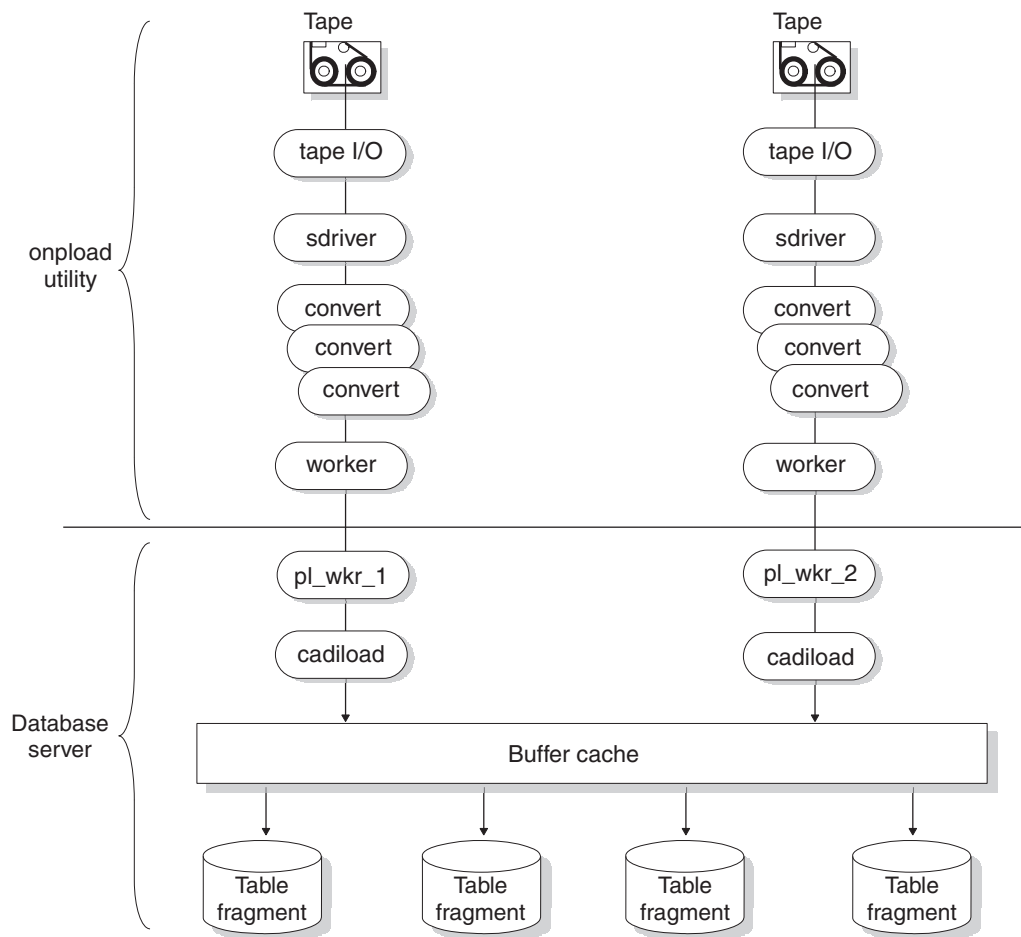 Tape
Tape
tape I/O
tape I/O
sdriver
sdriver
onpload
utility
convert
convert
convert
convert
convert
convert
worker
worker
pl_wkr_1
pl_wkr_2
cadiload
cadiload
Database
server
Buffer cache
Table
fragment
Table
fragment
Table
fragment
Table
fragment